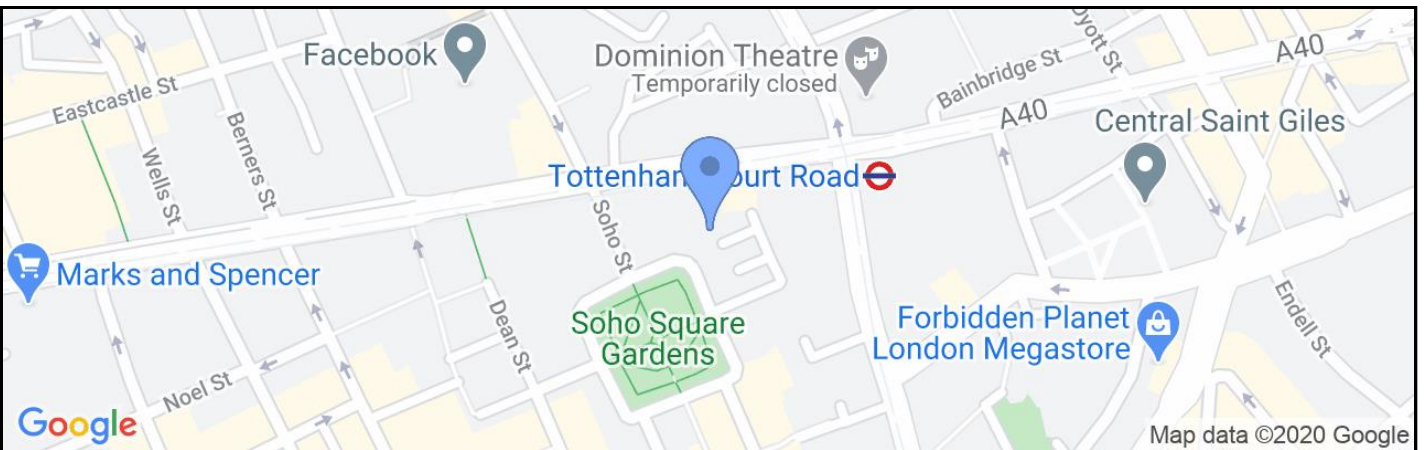 Facebook
Dominion Theatre
Temporarily closed
Bainbridge St
Dyott St
A40
A40
Central Saint Giles
Eastcastle St
Wells St
Berners St
Tottenham Court Road
Soho St
Marks and Spencer
Dean St
Soho Square
Gardens
Forbidden Planet
London Megastore
Endell St
Noel St
Google
Map data ©2020 Google